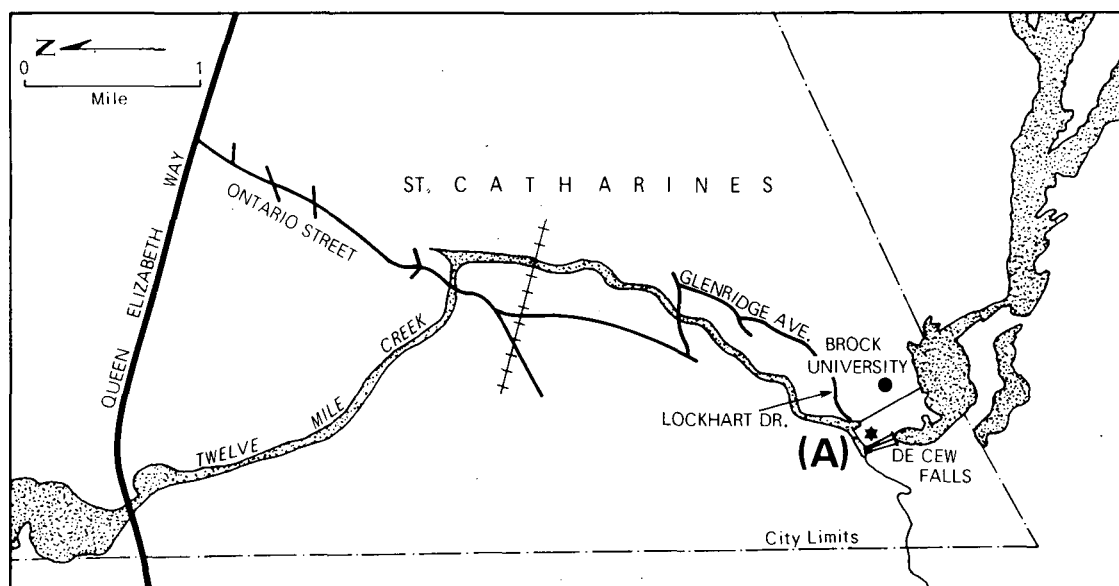 N
0 1
Mile
QUEEN ELIZABETH WAY
ONTARIO STREET
ST. CATHARINES
TWELVE MILE CREEK
GLENRIDGE AVE.
BROCK
UNIVERSITY
LOCKHART DR.
(A)
DE CEW
FALLS
City Limits